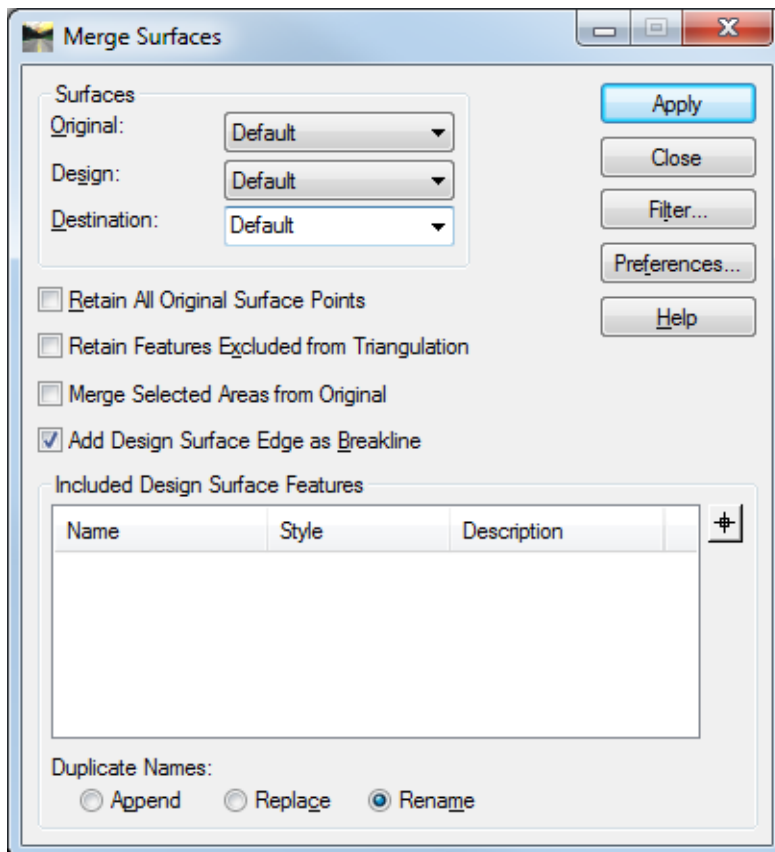 Merge Surfaces
Surfaces
Original: Default
Design: Default
Destination: Default
Apply
Close
Filter...
Preferences...
Help
Retain All Original Surface Points
Retain Features Excluded from Triangulation
Merge Selected Areas from Original
Add Design Surface Edge as Breakline
Included Design Surface Features
Name Style Description
Duplicate Names:
Append Replace Rename